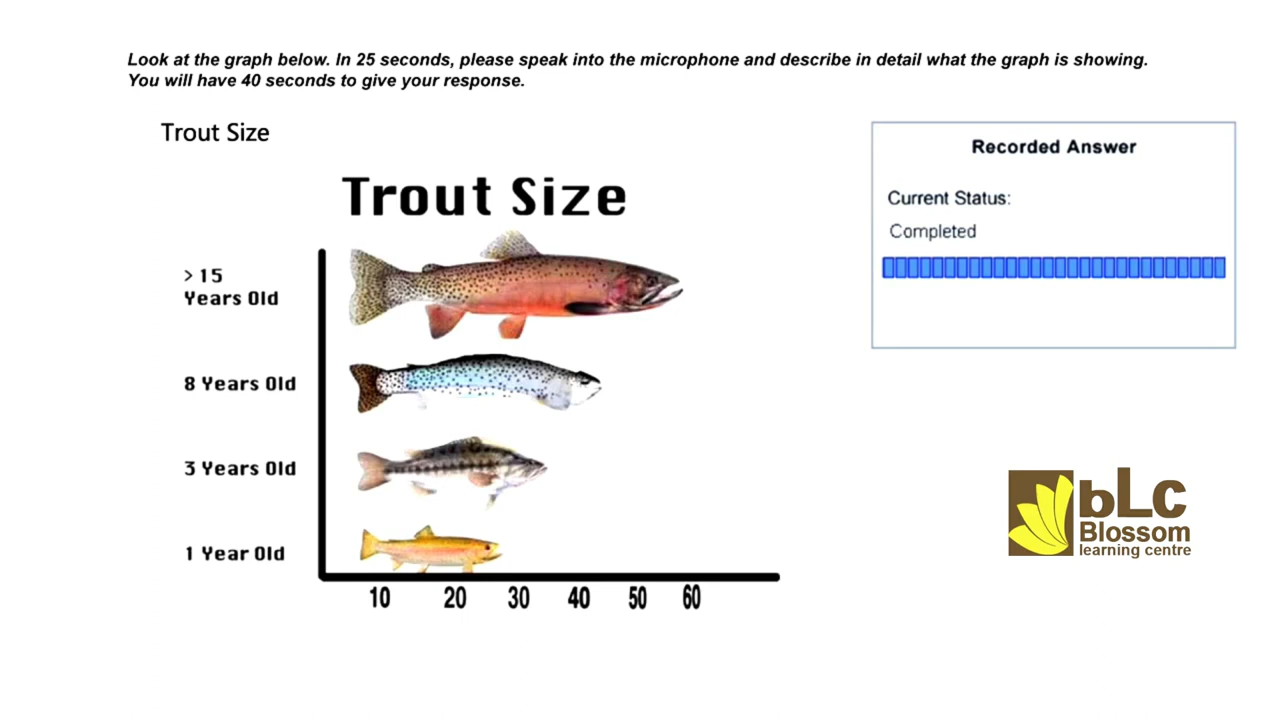 Look at the graph below. In 25 seconds, please speak into the microphone and describe in detail what the graph is showing.
You will have 40 seconds to give your response.
Trout Size
Trout Size
> 15
Years Old
8 Years Old
3 Years Old
1 Year Old
10 20 30 40 50 60
Recorded Answer
Current Status:
Completed
bLc
Blossom
learning centre